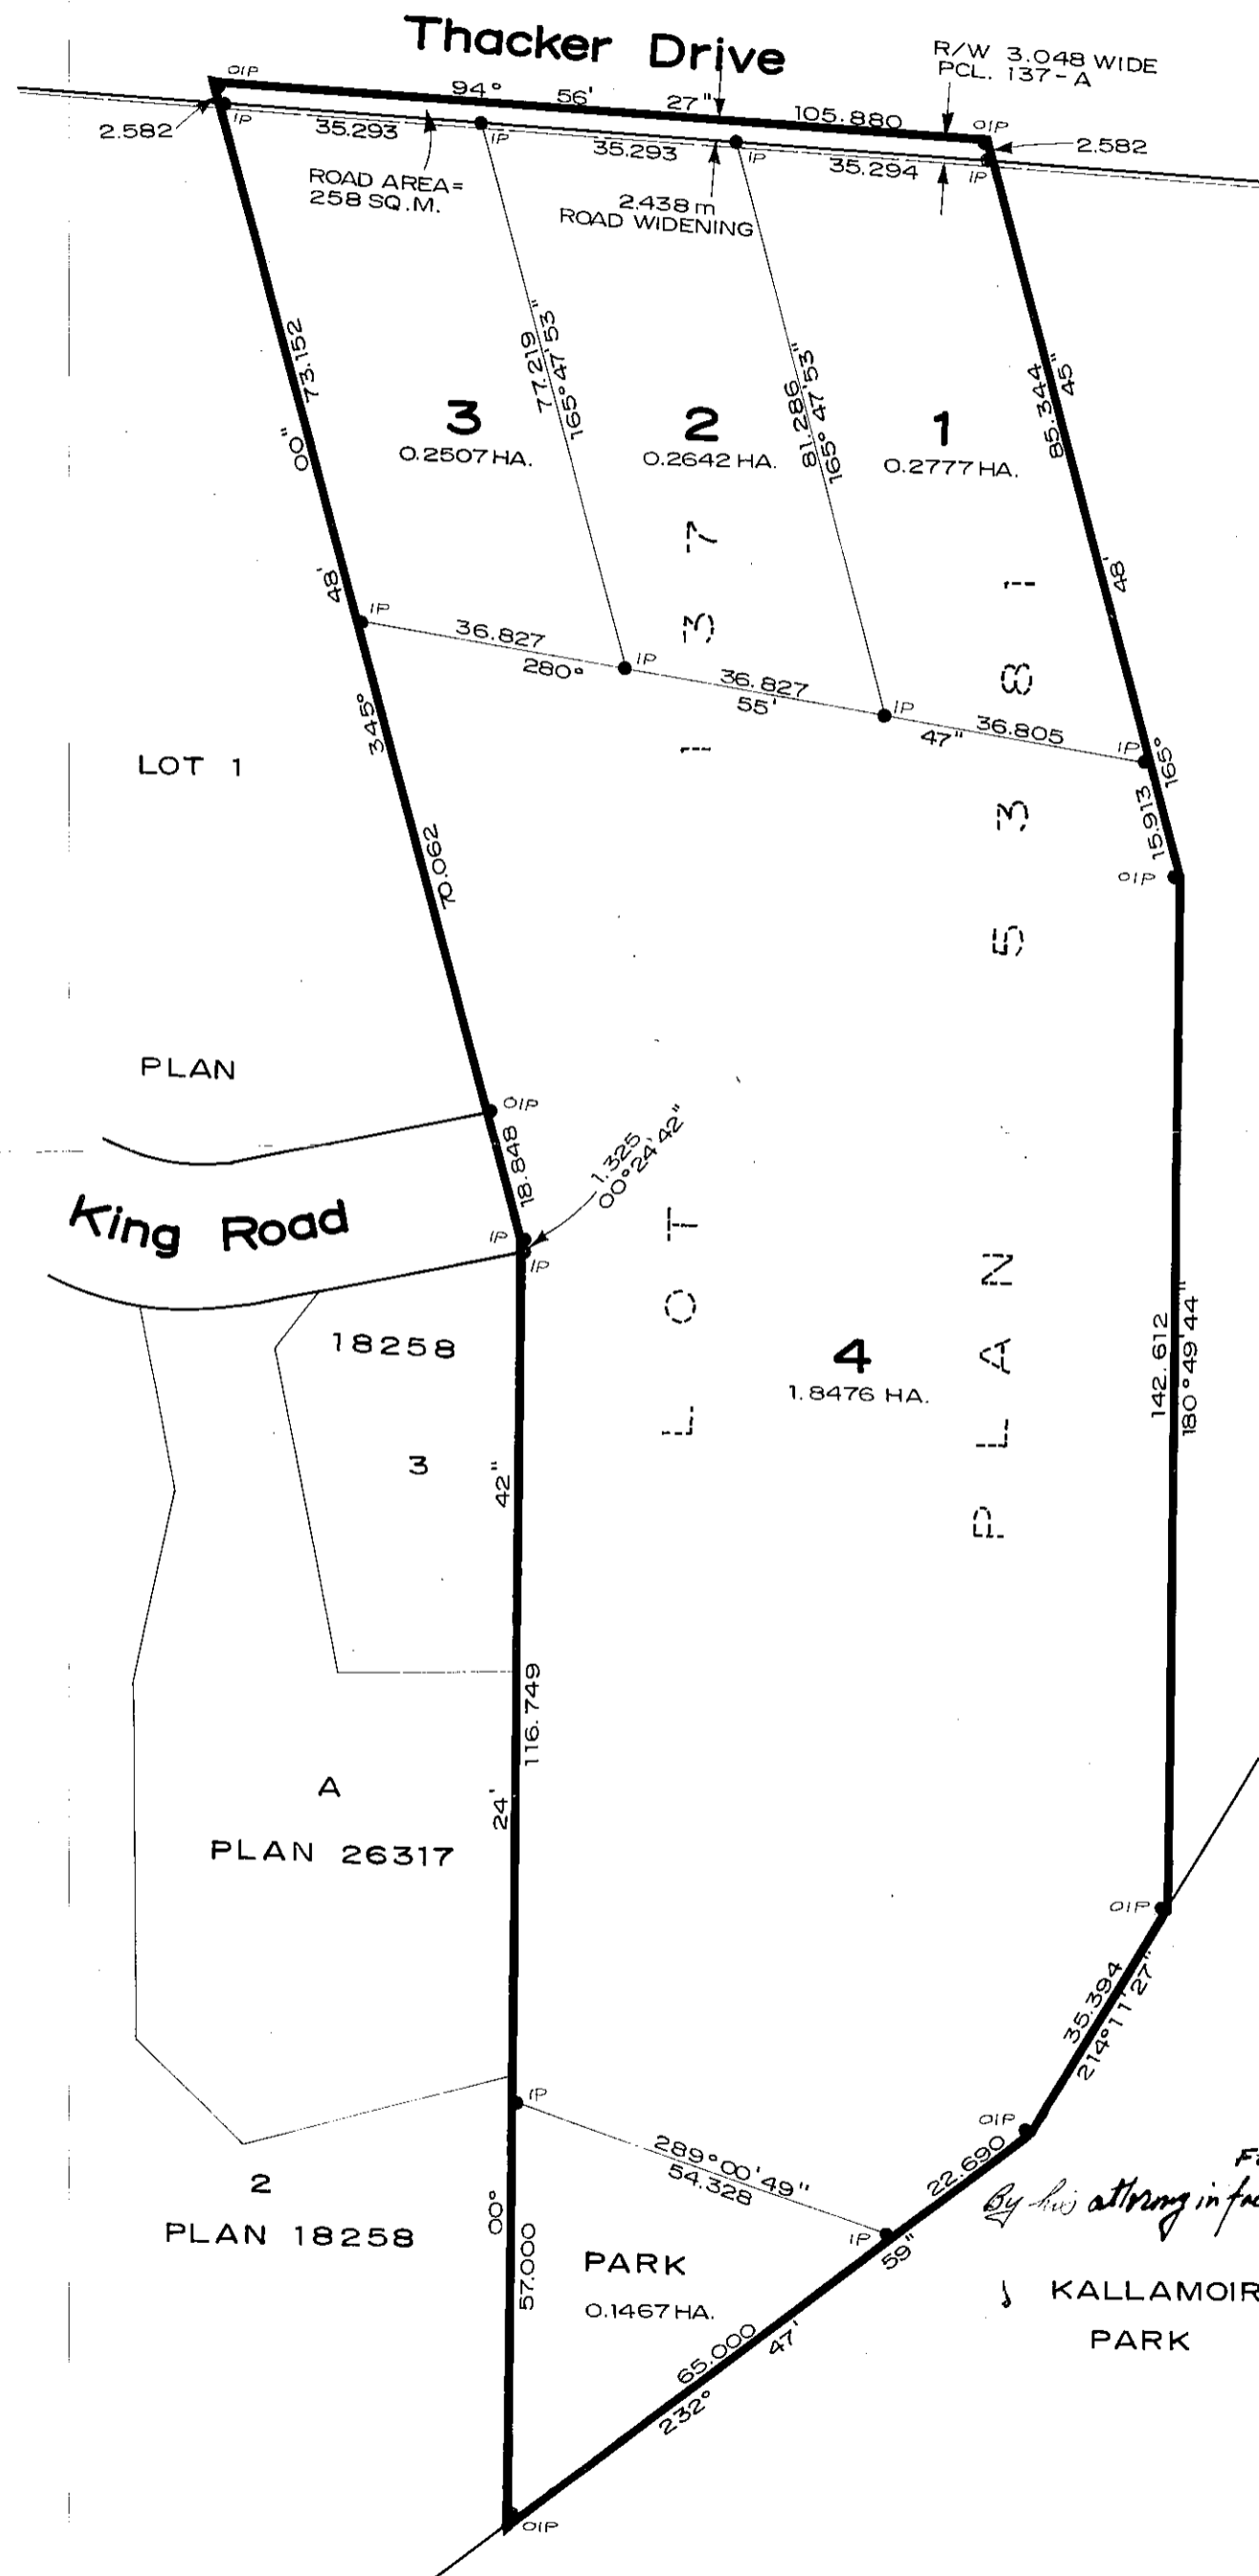 Thacker Drive
R/W 3.048 WIDE
PCL. 137-A
OIP
94° 56' 27" 105.880
OIP
2.582
IP
35.293
IP
35.293
IP
35.294
IP
2.582
ROAD AREA=
258 SQ.M.
2.438 m
ROAD WIDENING
73.152
00"
48'
345°
77.219
165° 47' 53"
81.286
165° 47' 53"
85.344
45"
48'
165°
3
0.2507 HA.
2
0.2642 HA.
1
0.2777 HA.
IP
36.827
280°
IP
36.827
55'
IP
36.805
47"
IP
15.913
OIP
LOT 1
70.062
PLAN
OIP
18.848
1.325
00°24'42"
King Road
IP
IP
LOT 1 37
PLAN 53 81
18258
3
4
1.8476 HA.
142.612
180°49'44"
42"
116.749
24'
A
PLAN 26317
OIP
35.394
214°11'27"
IP
289°00'49"
54.328
OIP
22.690
2
PLAN 18258
00°
57.000
IP
59"
PARK
0.1467 HA.
65.000
47'
232°
By his attorney in
KALLAMOIR
PARK
OIP